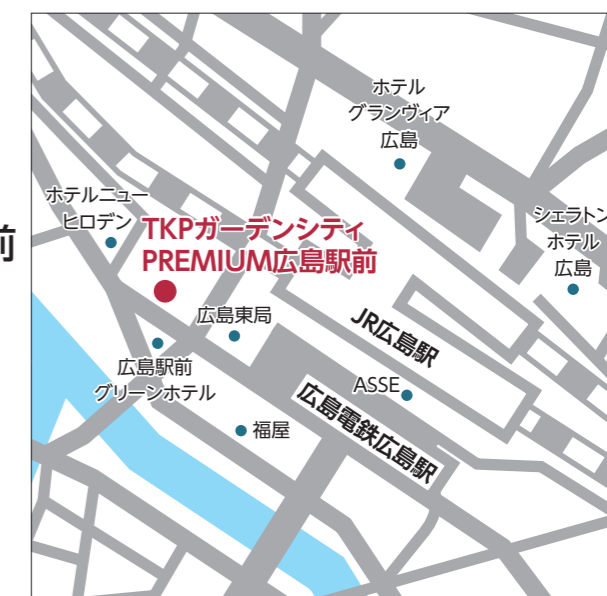 ホテル
グランヴィア
広島
ホテルニュー
ヒロデン
シェラトン
ホテル
広島
前
TKPガーデンシティ
PREMIUM広島駅前
広島東局
JR広島駅
広島駅前
グリーンホテル
ASSE
広島電鉄広島駅
福屋